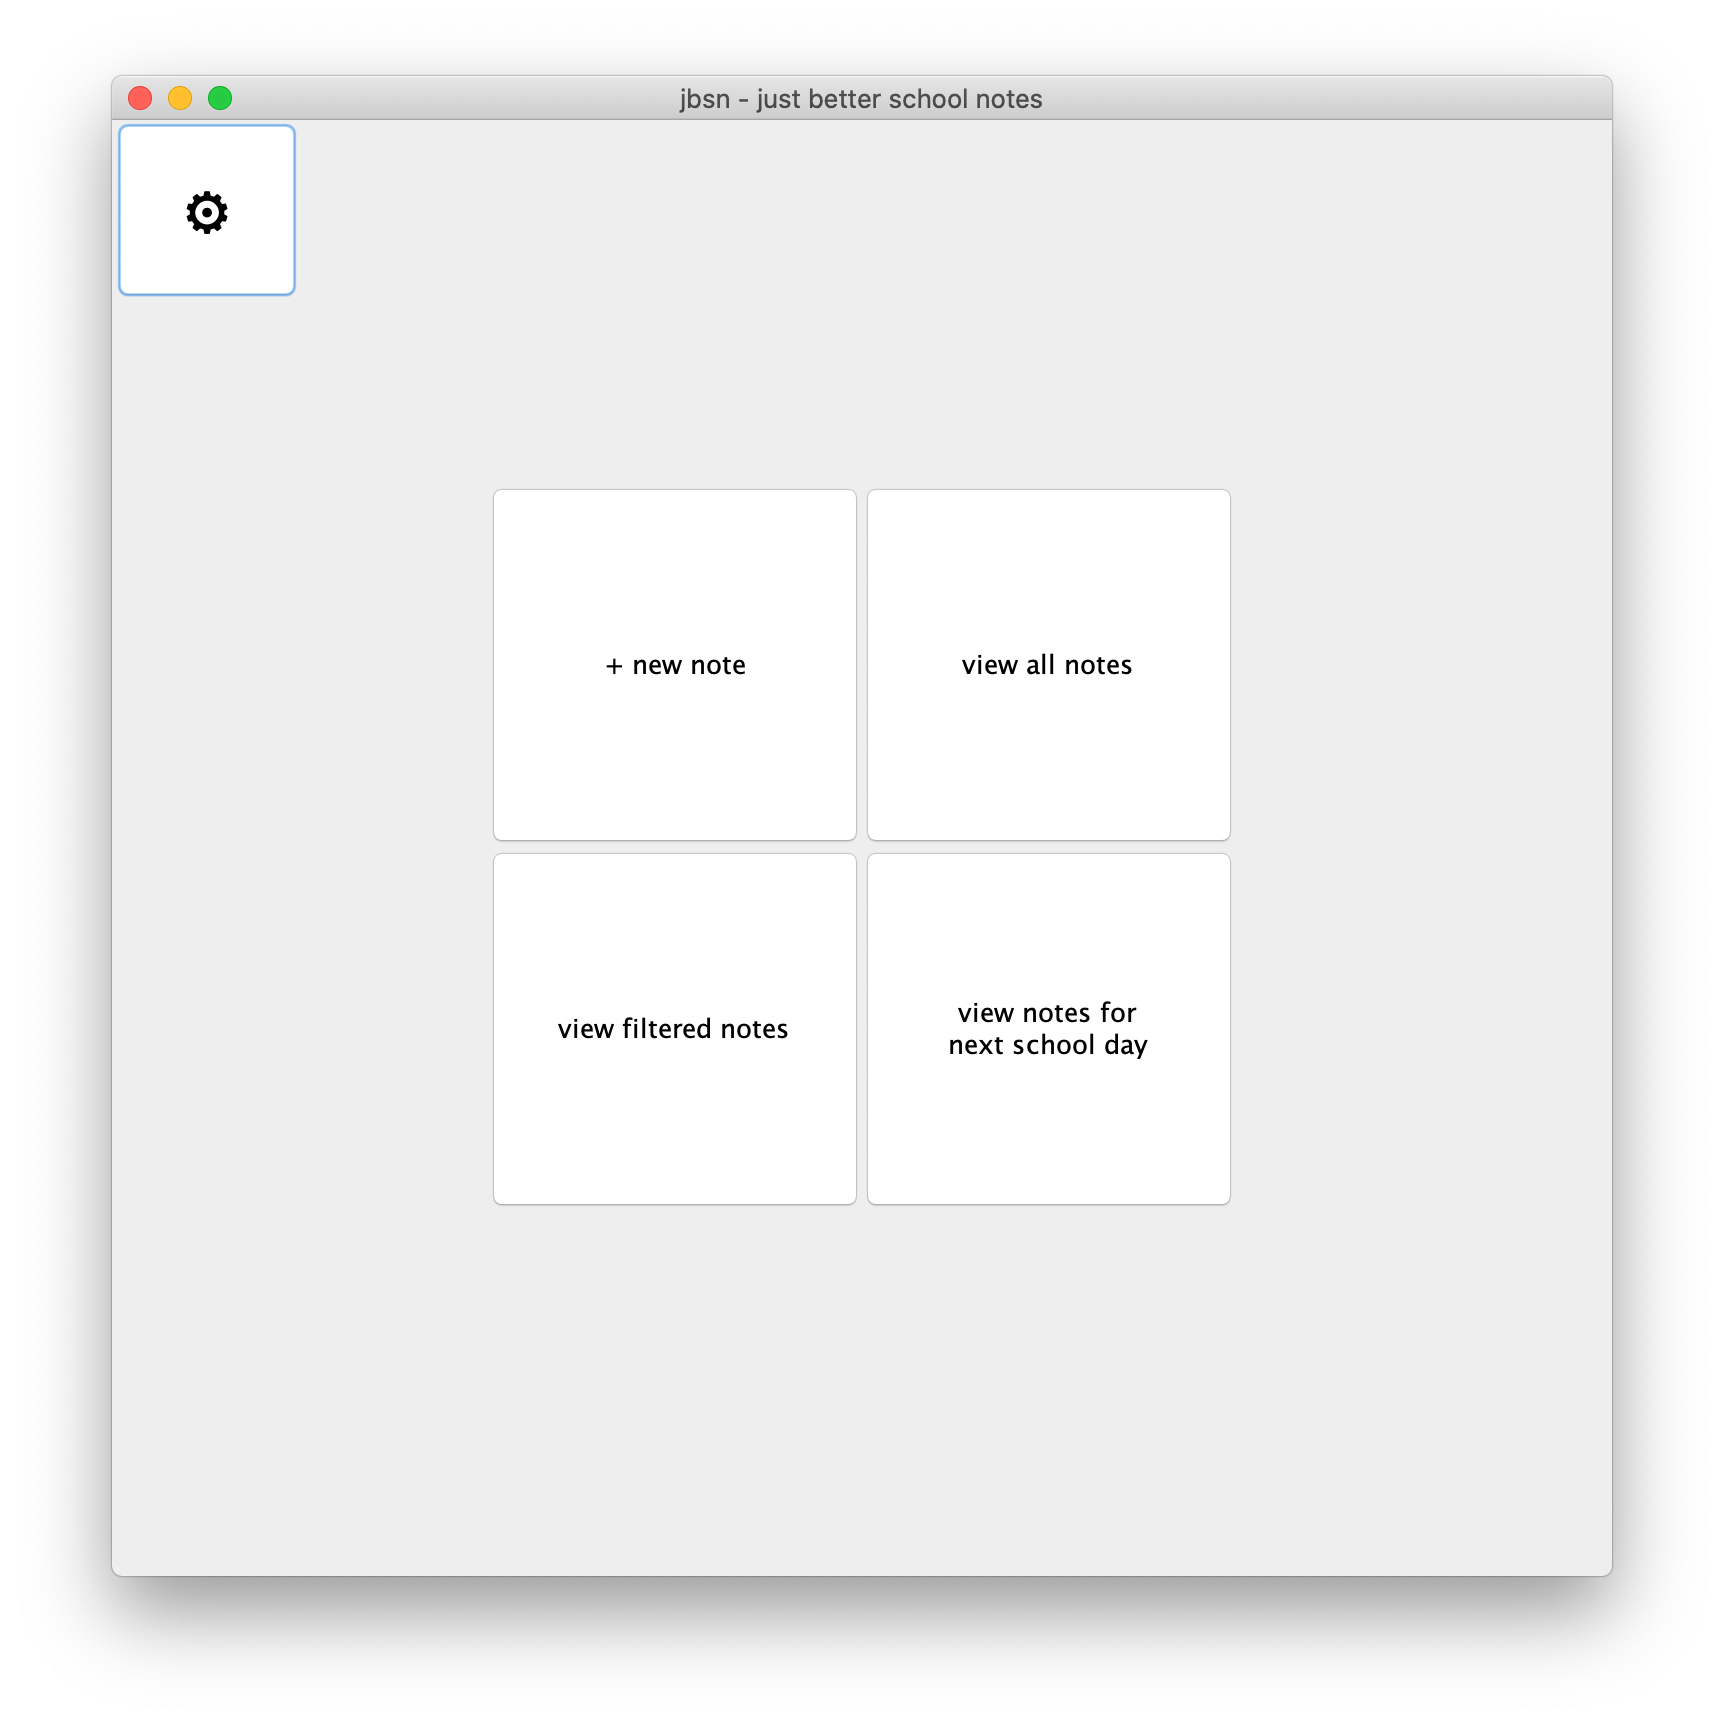 jbsn - just better school notes
+ new note
view all notes
view filtered notes
view notes for
next school day